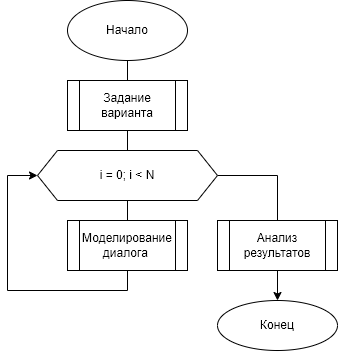 Начало
Задание
варианта
i = 0; i < N
Моделирование
диалога
Анализ
результатов
Конец